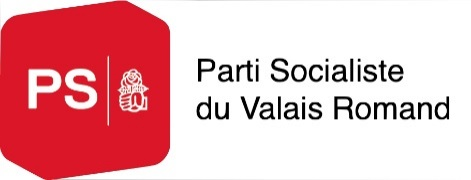 PS
Parti Socialiste
du Valais Romand